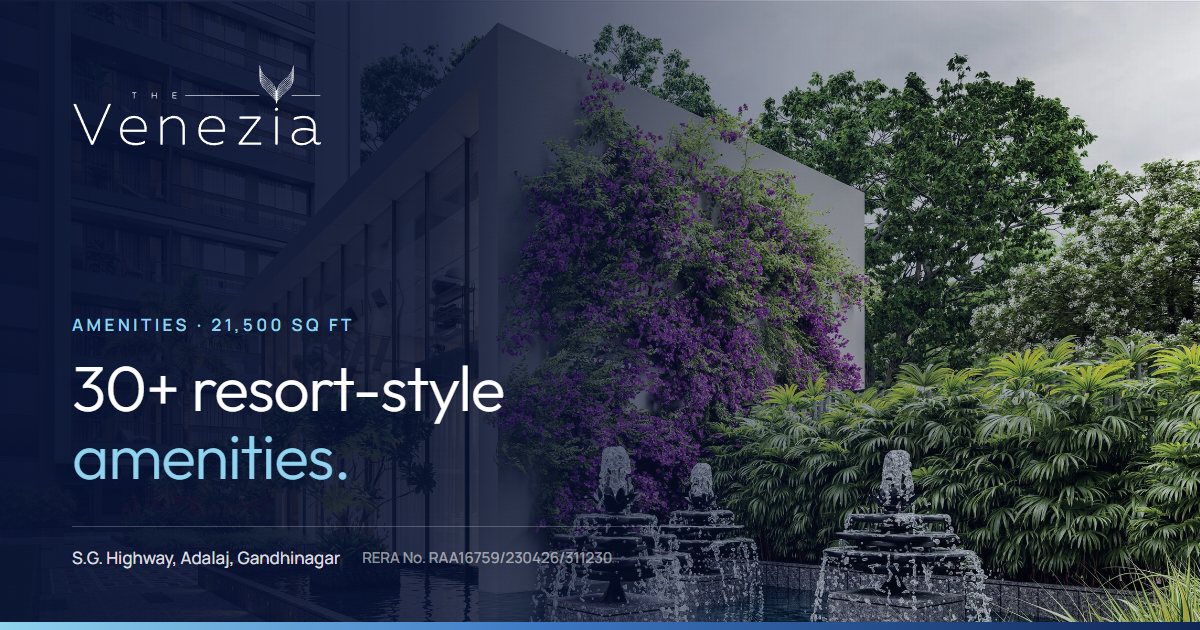 THE
Venezia
AMENITIES · 21,500 SQ FT
30+ resort-style
amenities.
S.G. Highway, Adalaj, Gandhinagar RERA No. RAA16759/230426/311230